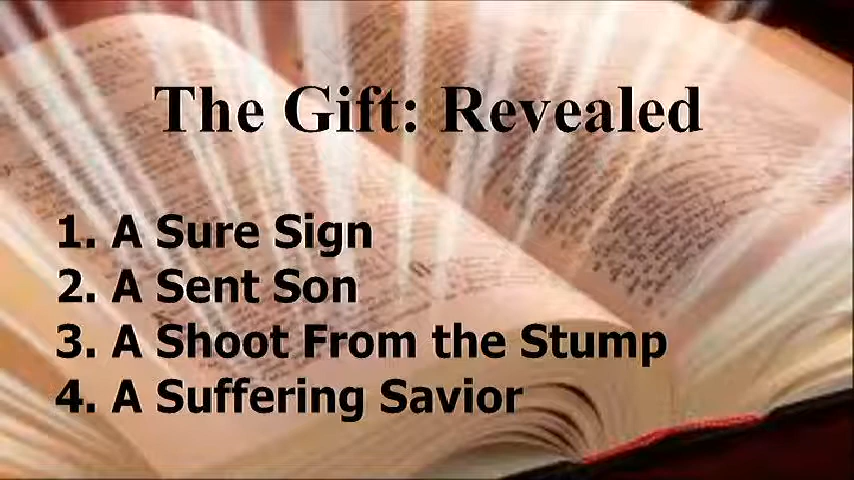 The Gift: Revealed
1. A Sure Sign
2. A Sent Son
3. A Shoot From the Stump
4. A Suffering Savior